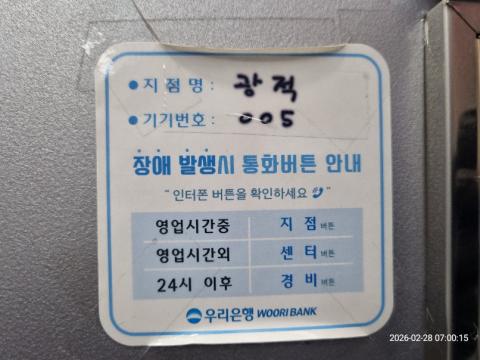 ● 지점명 : 광적
● 기기번호 : 005
장애 발생시 통화버튼 안내
" 인터폰 버튼을 확인하세요 "
영업시간중 지점 버튼
영업시간외 센터 버튼
24시 이후 경비 버튼
우리은행 WOORI BANK
2026-02-28 07:00:15